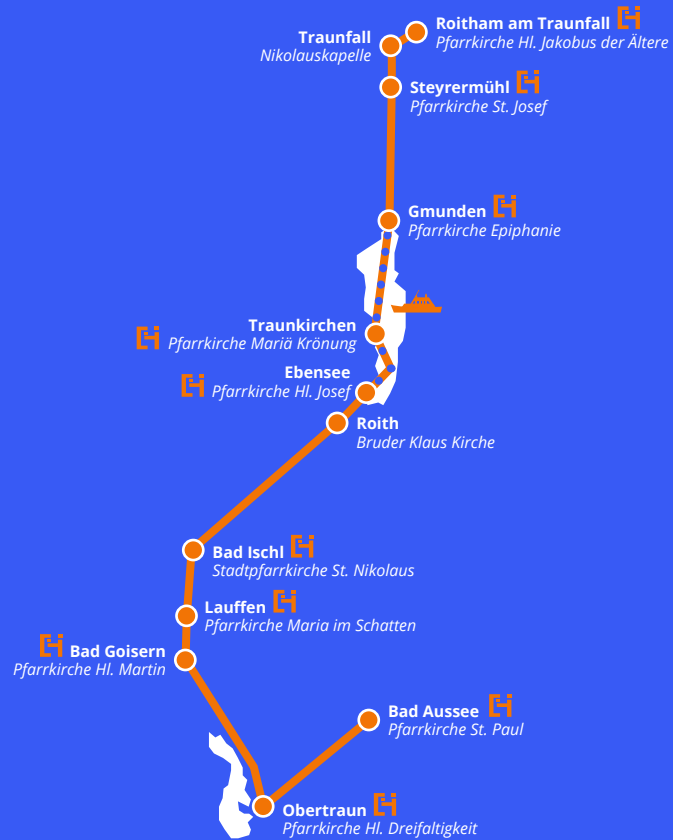 Roitham am Traunfall
Pfarrkirche Hl. Jakobus der Ältere
Traunfall
Nikolauskapelle
Steyrermühl
Pfarrkirche St. Josef
Gmunden
Pfarrkirche Epiphanie
Traunkirchen
Pfarrkirche Mariä Krönung
Ebensee
Pfarrkirche Hl. Josef
Roith
Bruder Klaus Kirche
Bad Ischl
Stadtpfarrkirche St. Nikolaus
Lauffen
Pfarrkirche Maria im Schatten
Bad Goisern
Pfarrkirche Hl. Martin
Bad Aussee
Pfarrkirche St. Paul
Obertraun
Pfarrkirche Hl. Dreifaltigkeit